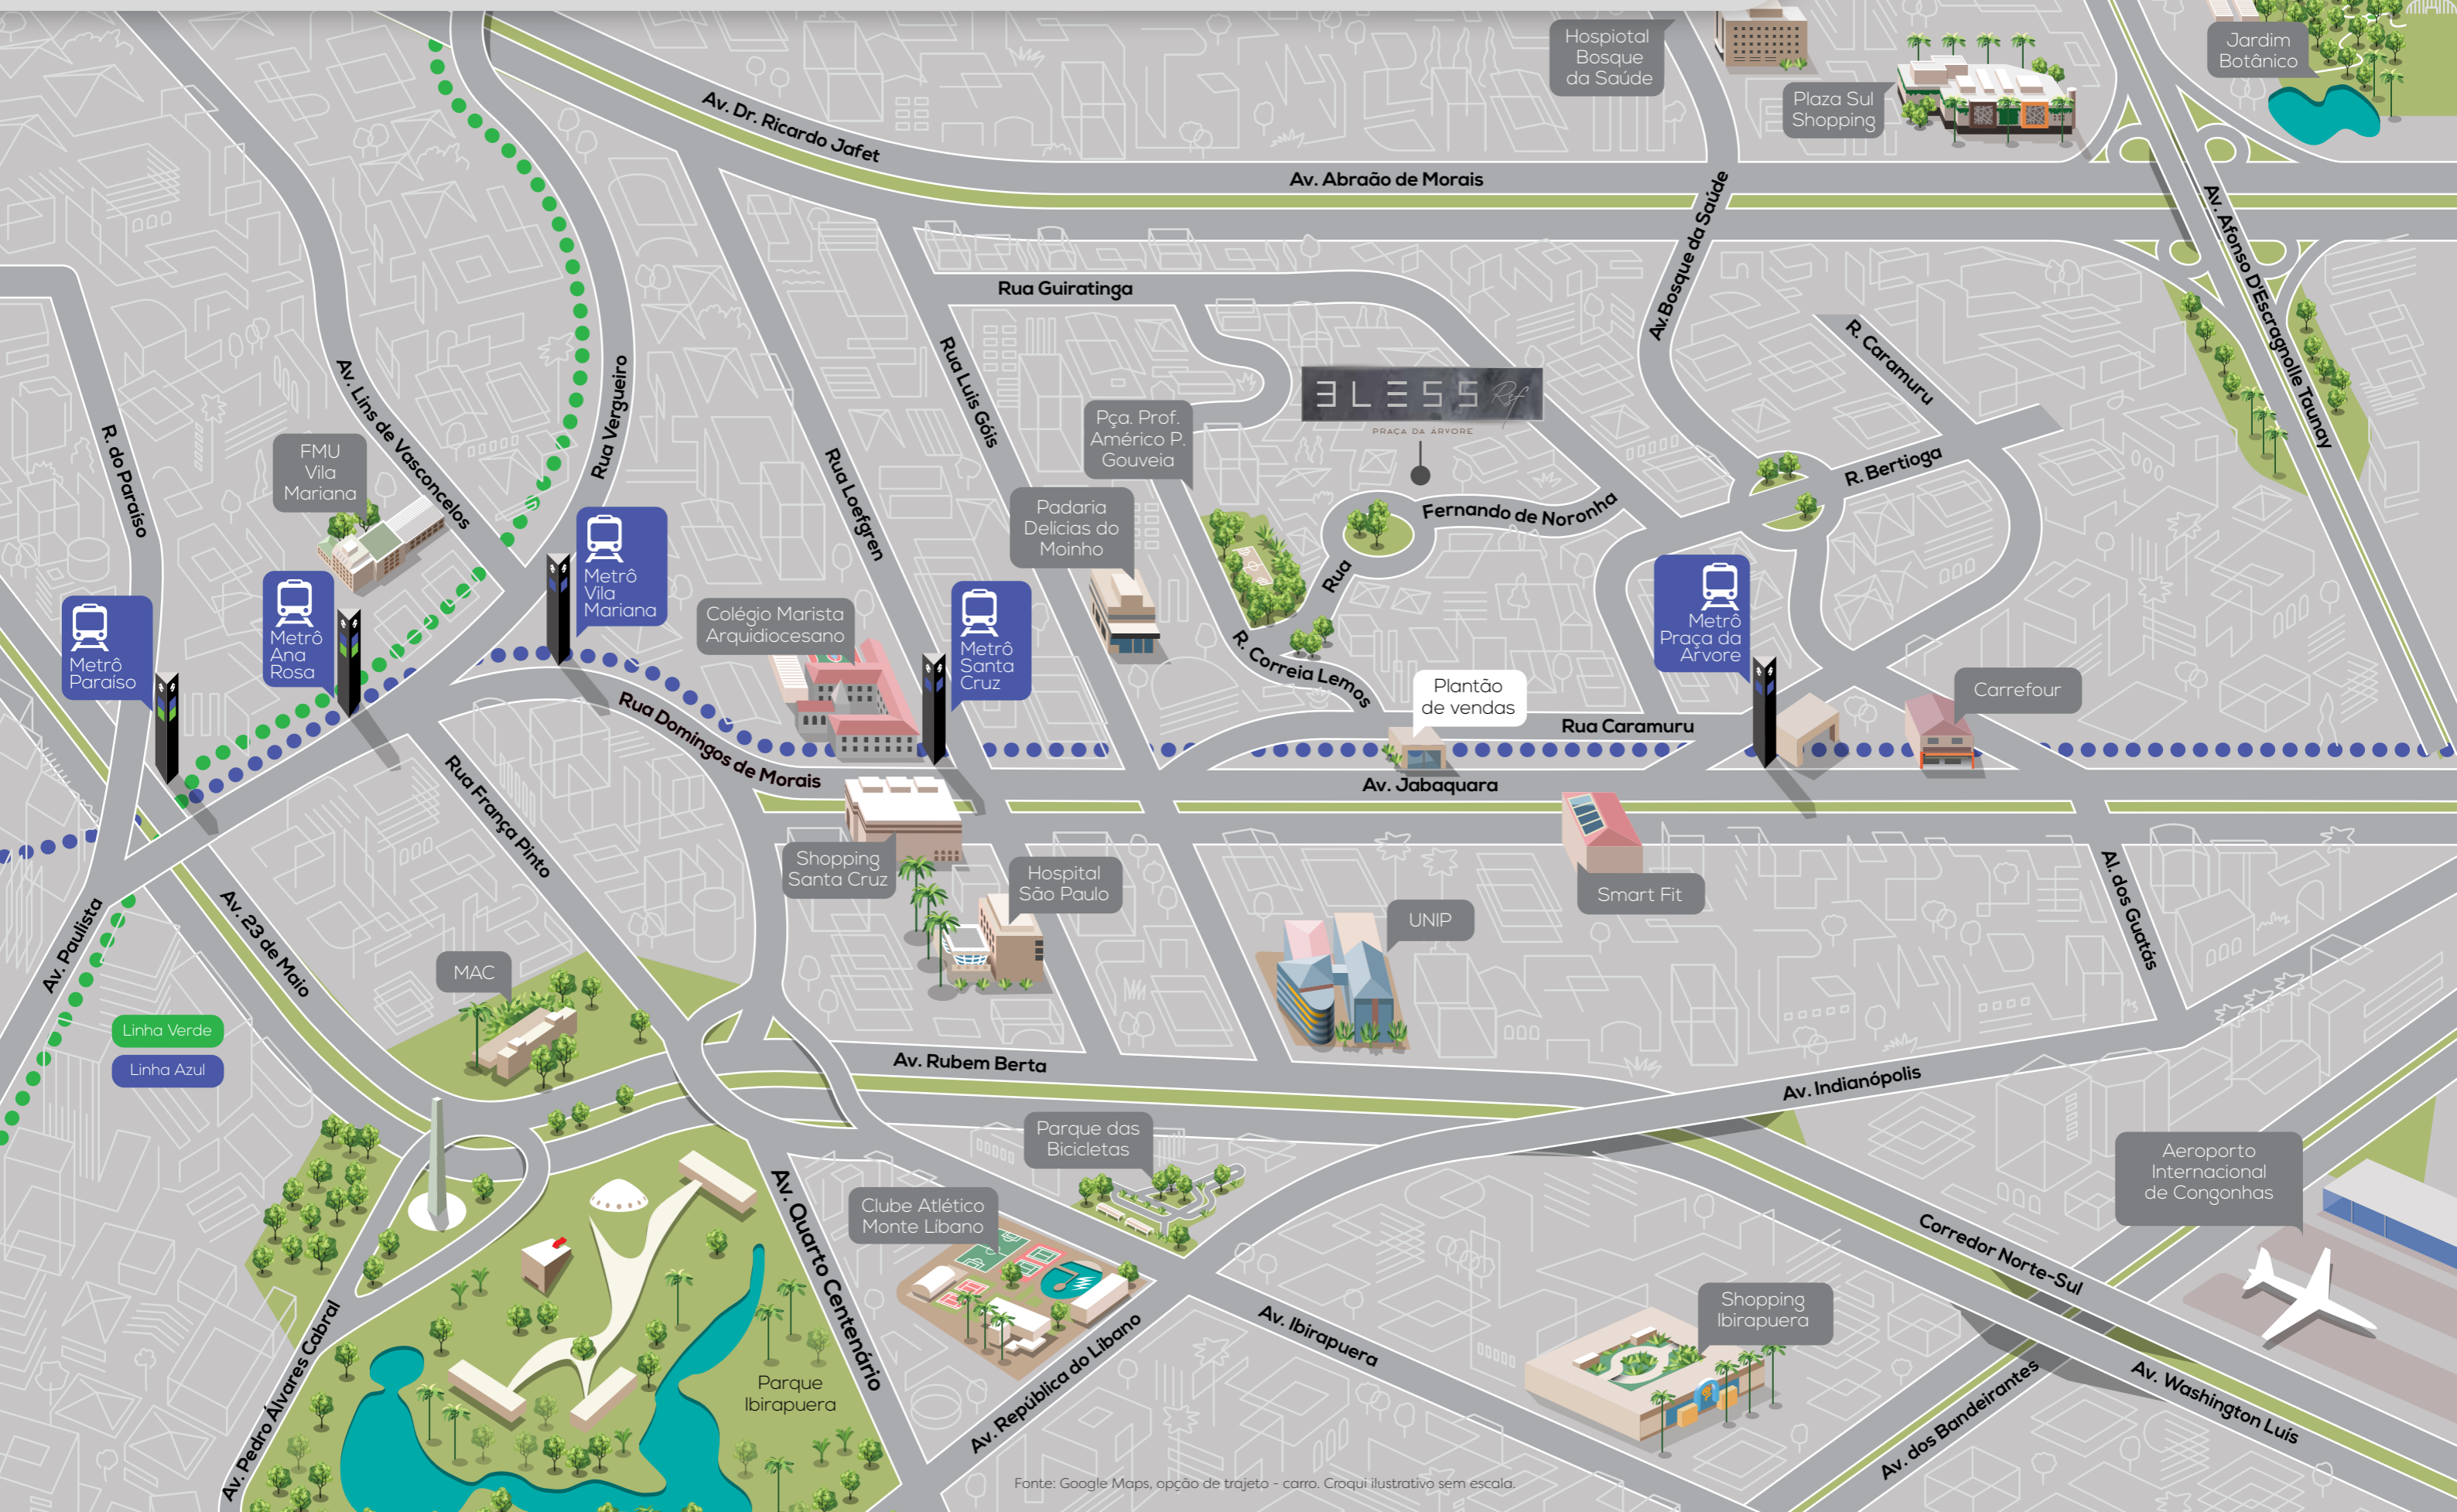 Hospiotal
Bosque
da Saúde
Plaza Sul
Shopping
Jardim
Botânico
Av. Dr. Ricardo Jafet
Av. Abraão de Morais
Av.Bosque da Saúde
Av. Afonso D'Escragnolle Taunay
Rua Guiratinga
R. Caramuru
R. Bertioga
Rua Luis Góis
Rua Loefgren
Rua Vergueiro
Av. Lins de Vasconcelos
R. do Paraíso
BLESS Rsf
PRAÇA DA ÁRVORE
Pça. Prof.
Américo P.
Gouveia
FMU
Vila
Mariana
Padaria
Delícias do
Moinho
Rua Fernando de Noronha
Metrô
Vila
Mariana
Metrô
Ana
Rosa
Metrô
Paraíso
Colégio Marista
Arquidiocesano
Metrô
Santa
Cruz
Metrô
Praça da
Arvore
R. Correia Lemos
Plantão
de vendas
Rua Caramuru
Carrefour
Rua Domingos de Morais
Av. Jabaquara
Rua França Pinto
Shopping
Santa Cruz
Hospital
São Paulo
UNIP
Smart Fit
Al. dos Guatás
Av. Paulista
Av. 23 de Maio
MAC
Linha Verde
Linha Azul
Av. Rubem Berta
Av. Indianópolis
Parque das
Bicicletas
Clube Atlético
Monte Líbano
Aeroporto
Internacional
de Congonhas
Av. Quarto Centenário
Corredor Norte-Sul
Shopping
Ibirapuera
Av. Ibirapuera
Av. República do Líbano
Av. Pedro Álvares Cabral
Parque
Ibirapuera
Av. dos Bandeirantes
Av. Washington Luís
Fonte: Google Maps, opção de trajeto - carro. Croqui ilustrativo sem escala.